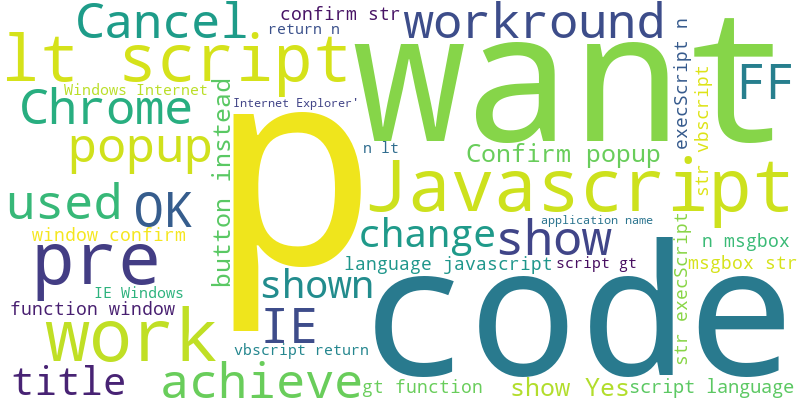 Cancel
confirm str
workround
return n
lt script
want
Windows Internet
Chrome
Internet Explorer'
FF
execScript n
popup
n lt
Confirm popup
str vbscript
button instead
p
Javascript
used
OK
window confirm
change
show
application name
n msgbox
pre
language javascript
script gt
msgbox str
IE Windows
shown
code
str execScript
function window
work
IE
vbscript return
title
achieve
gt function
show Yes
script language